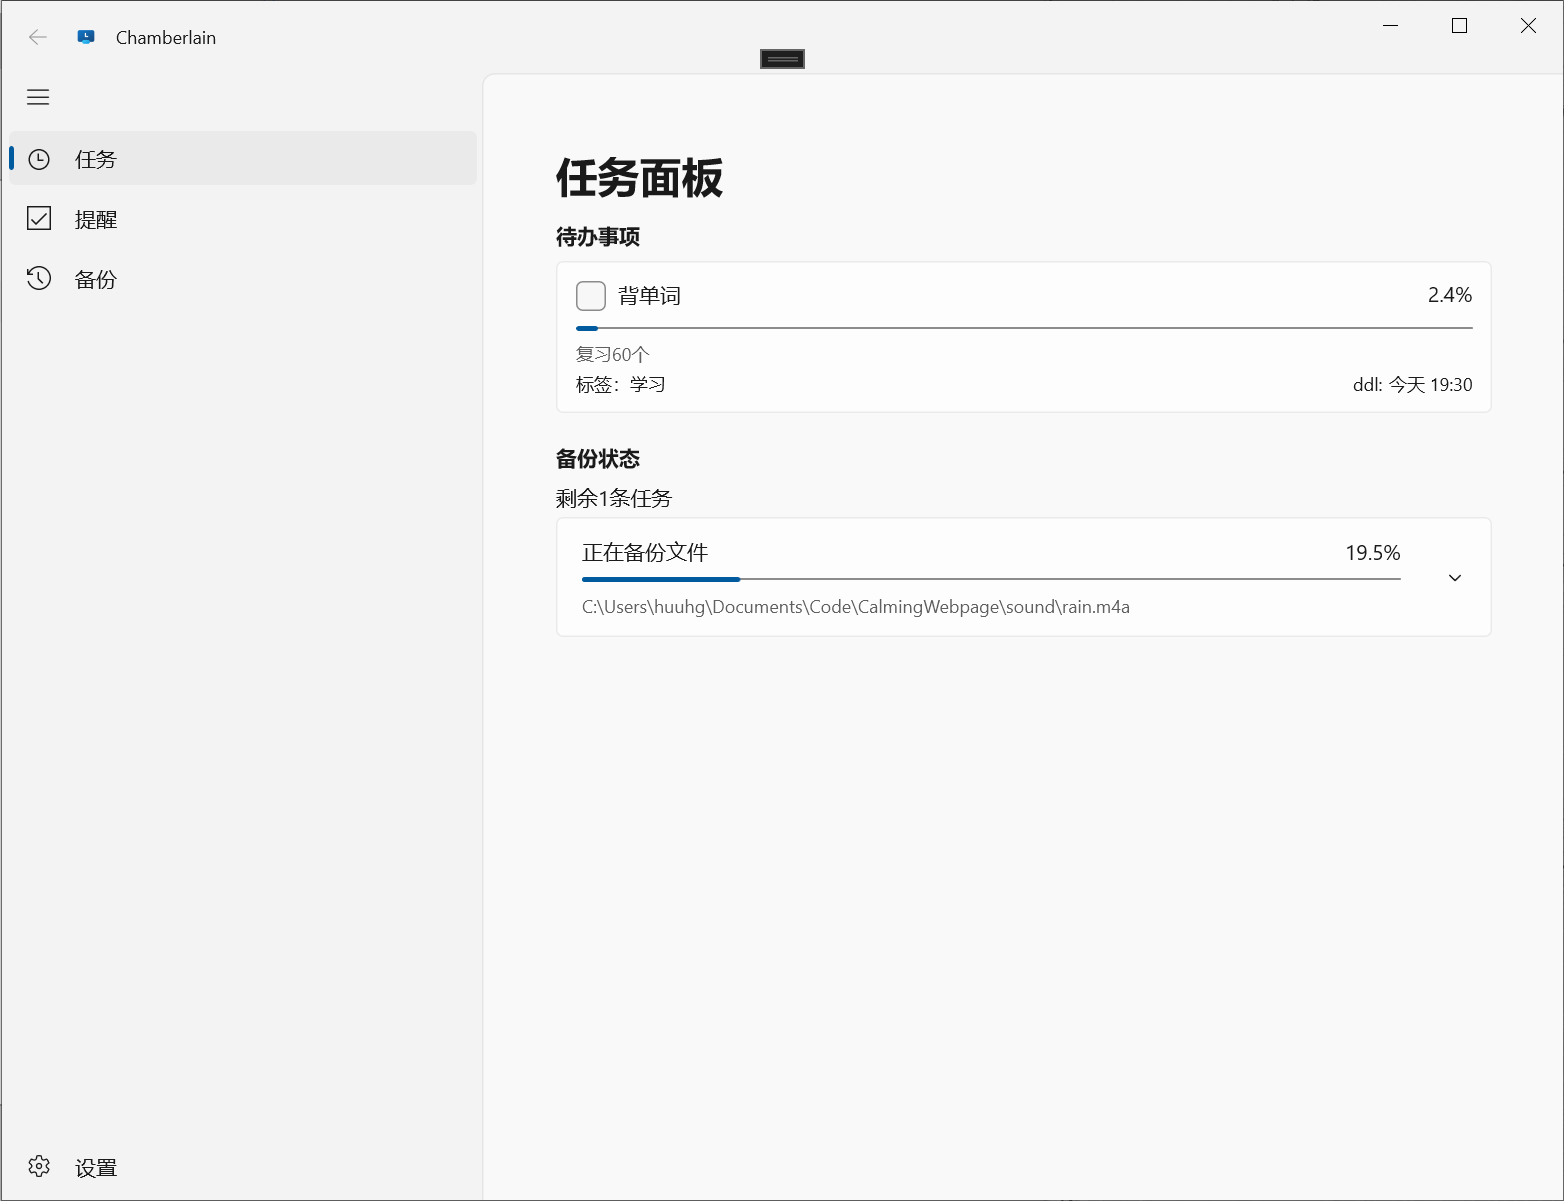 Chamberlain
任务
提醒
备份
设置
任务面板
待办事项
背单词 2.4%
复习60个
标签：学习 ddl: 今天 19:30
备份状态
剩余1条任务
正在备份文件 19.5%
C:\Users\huuhg\Documents\Code\CalmingWebpage\sound\rain.m4a